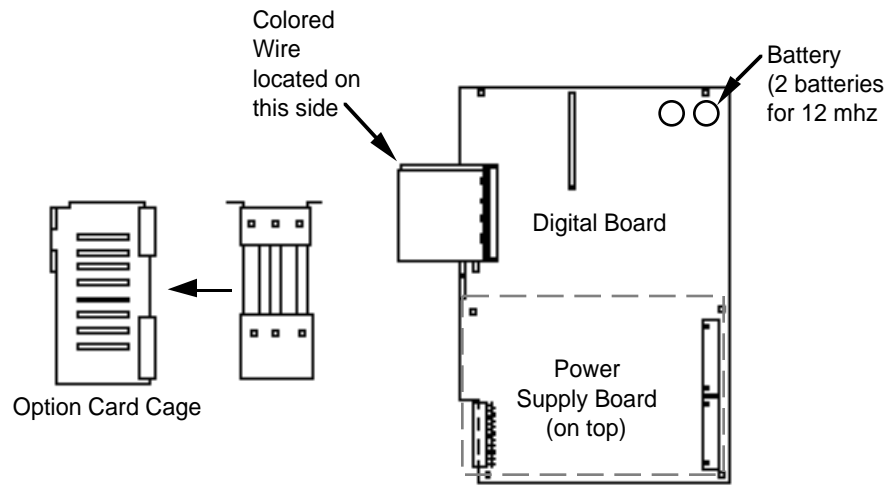 Colored
Wire
located on
this side
Battery
(2 batteries
for 12 mhz
Digital Board
Power
Supply Board
(on top)
Option Card Cage